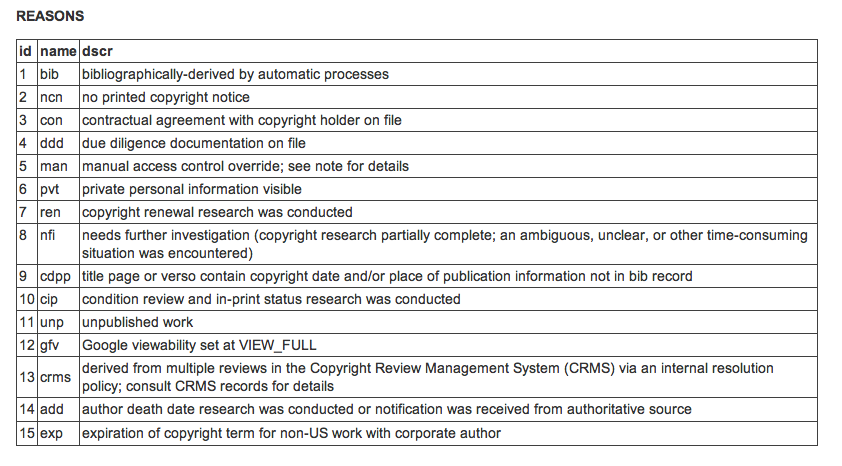 REASONS
id name dscr
1 bib bibliographically-derived by automatic processes
2 ncn no printed copyright notice
3 con contractual agreement with copyright holder on file
4 ddd due diligence documentation on file
5 man manual access control override; see note for details
6 pvt private personal information visible
7 ren copyright renewal research was conducted
8 nfi needs further investigation (copyright research partially complete; an ambiguous, unclear, or other time-consuming
situation was encountered)
9 cdpp title page or verso contain copyright date and/or place of publication information not in bib record
10 cip condition review and in-print status research was conducted
11 unp unpublished work
12 gfv Google viewability set at VIEW_FULL
13 crms derived from multiple reviews in the Copyright Review Management System (CRMS) via an internal resolution
policy; consult CRMS records for details
14 add author death date research was conducted or notification was received from authoritative source
15 exp expiration of copyright term for non-US work with corporate author